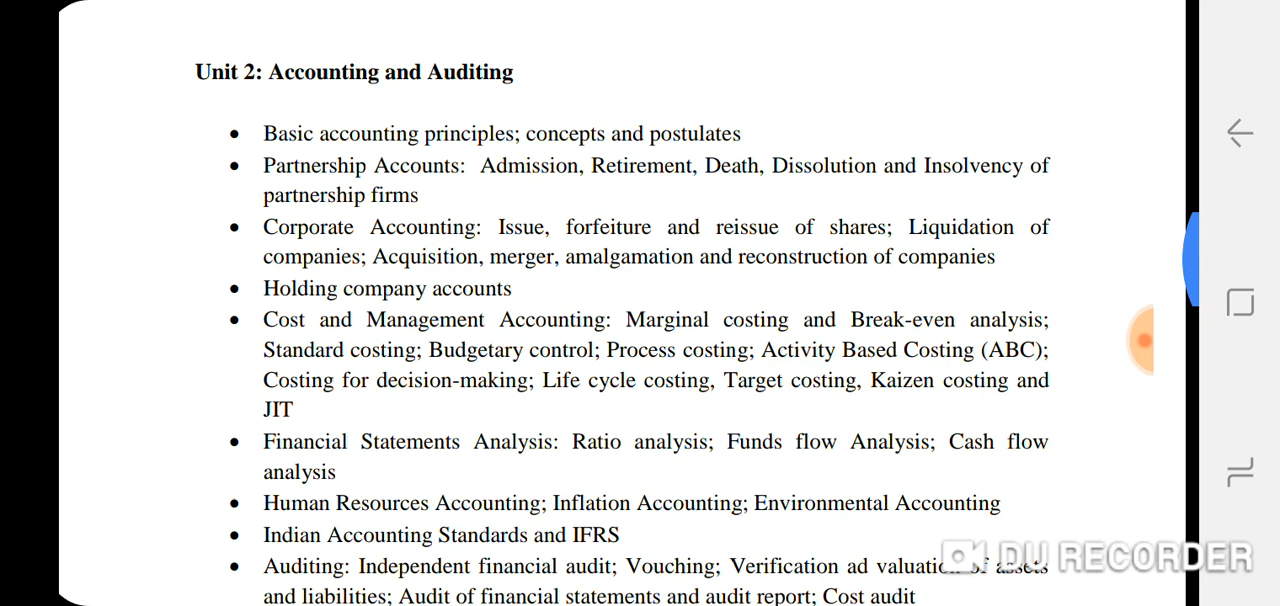 Unit 2: Accounting and Auditing
• Basic accounting principles; concepts and postulates
• Partnership Accounts: Admission, Retirement, Death, Dissolution and Insolvency of
partnership firms
• Corporate Accounting: Issue, forfeiture and reissue of shares; Liquidation of
companies; Acquisition, merger, amalgamation and reconstruction of companies
• Holding company accounts
• Cost and Management Accounting: Marginal costing and Break-even analysis;
Standard costing; Budgetary control; Process costing; Activity Based Costing (ABC);
Costing for decision-making; Life cycle costing, Target costing, Kaizen costing and
JIT
• Financial Statements Analysis: Ratio analysis; Funds flow Analysis; Cash flow
analysis
• Human Resources Accounting; Inflation Accounting; Environmental Accounting
• Indian Accounting Standards and IFRS
• Auditing: Independent financial audit; Vouching; Verification ad valuation of assets
and liabilities; Audit of financial statements and audit report; Cost audit
DU RECORDER